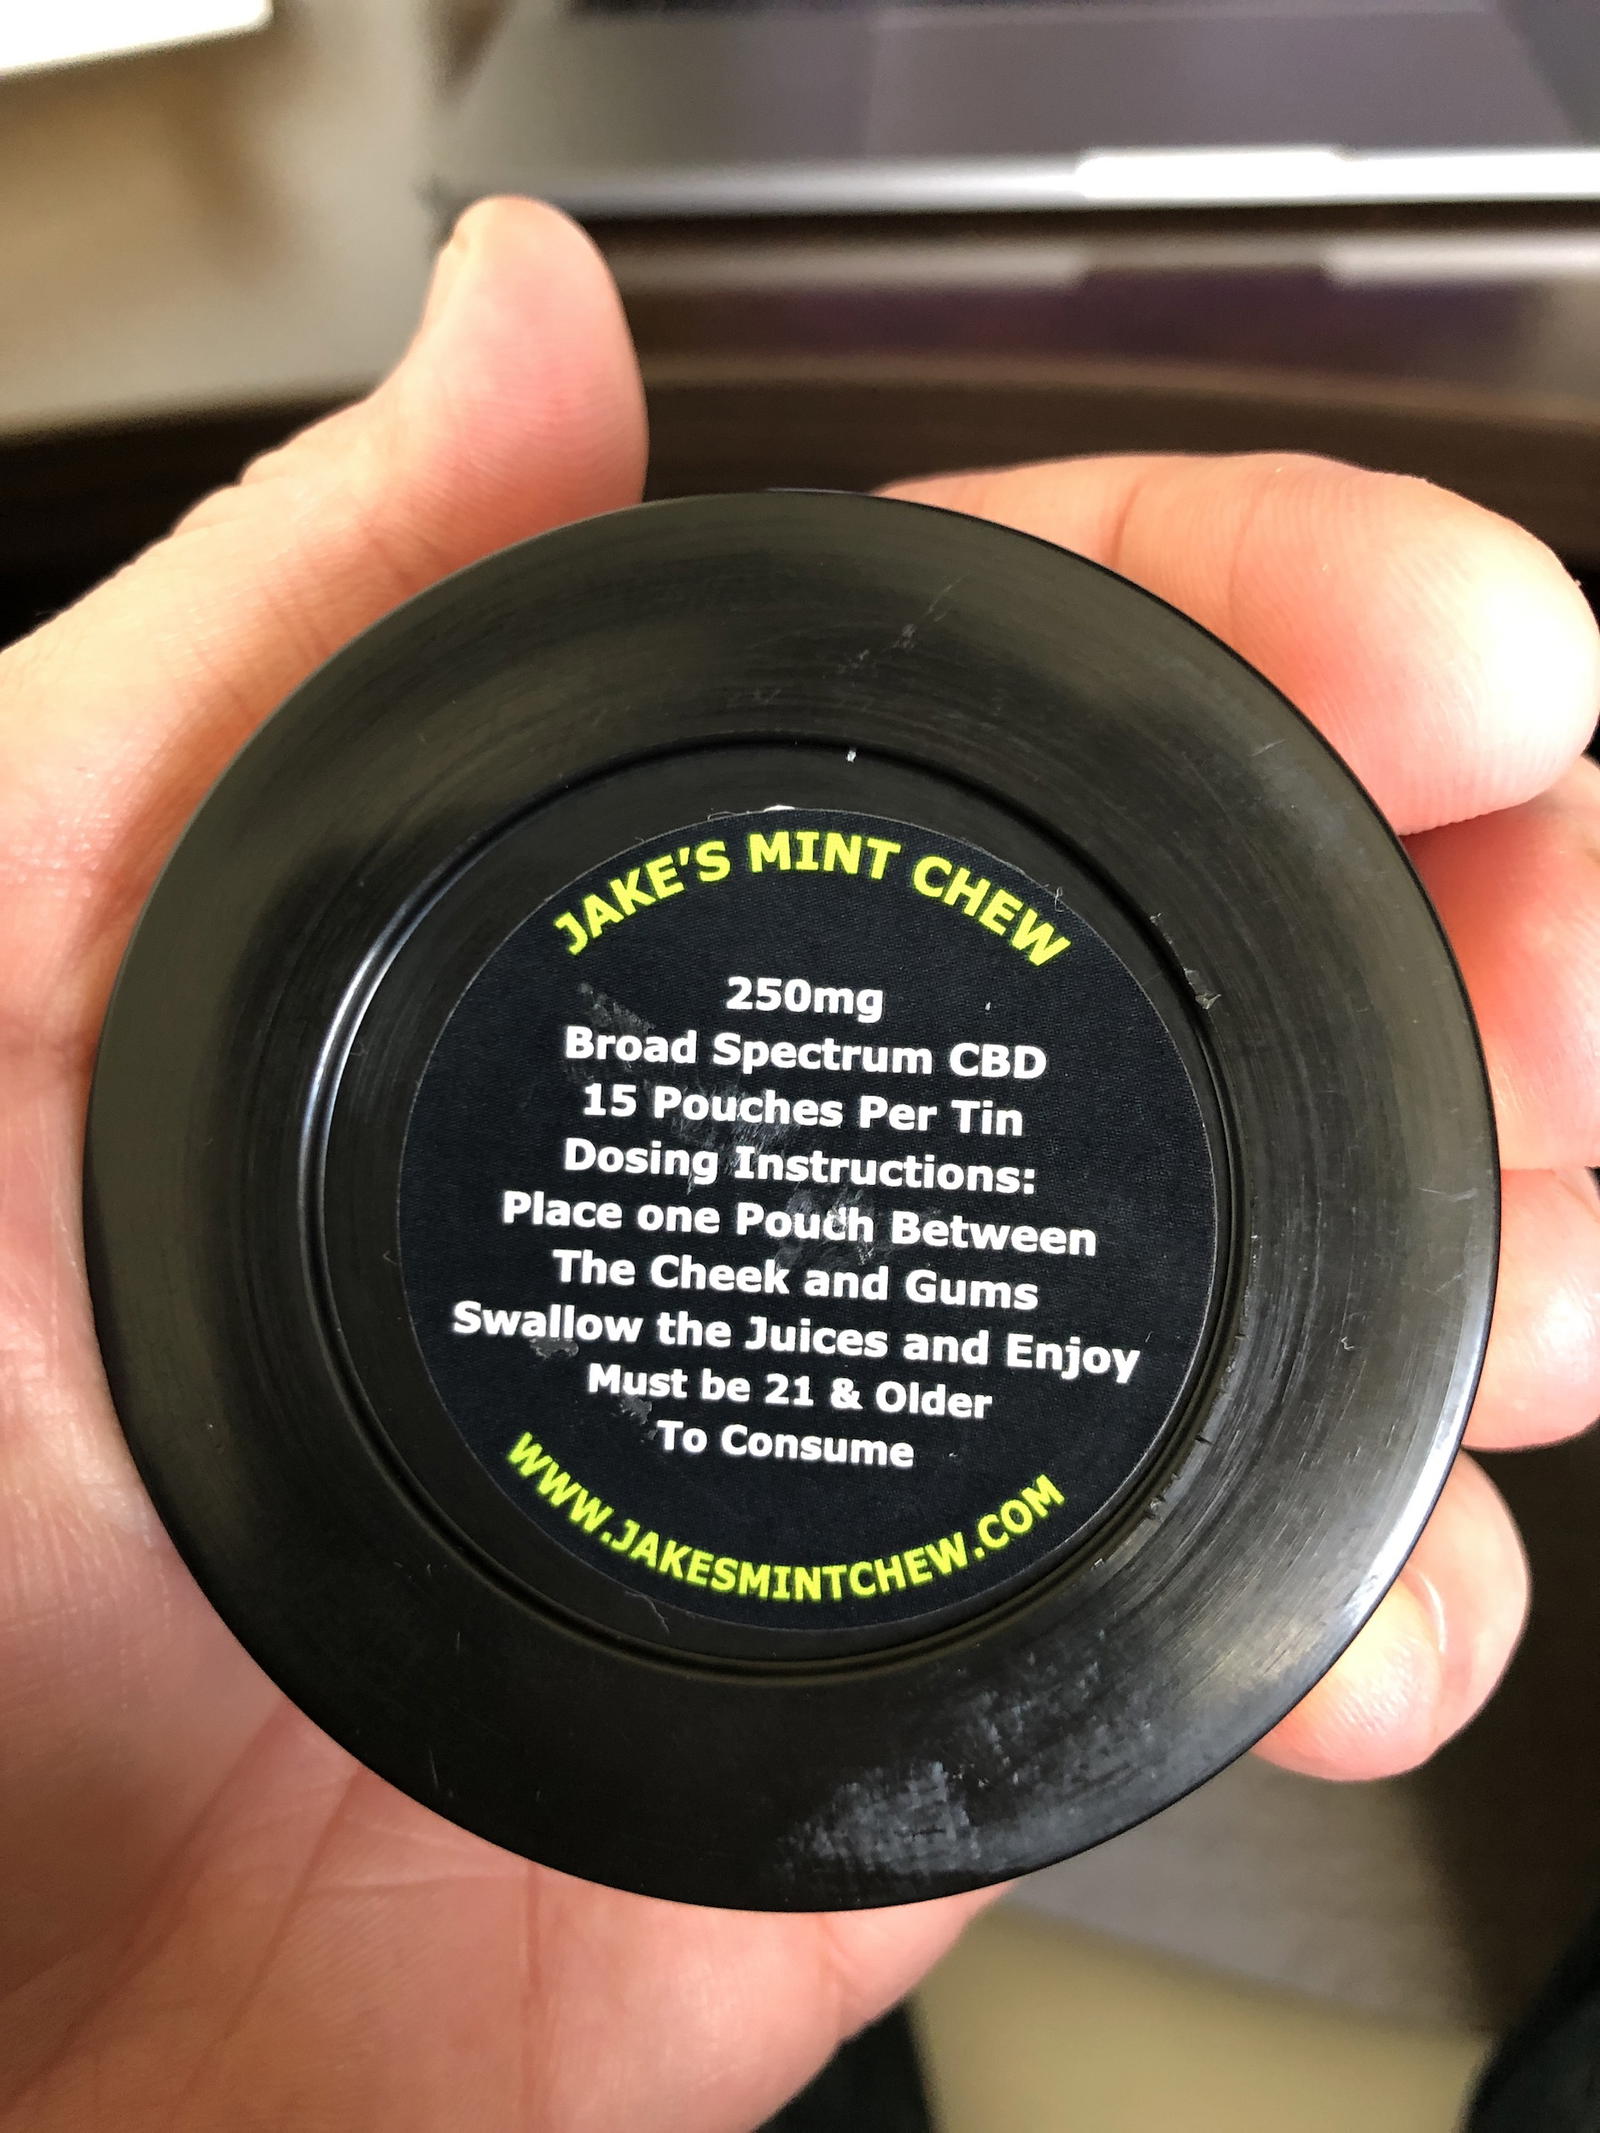 JAKE'S MINT CHEW
250mg
Broad Spectrum CBD
15 Pouches Per Tin
Dosing Instructions:
Place one Pouch Between
The Cheek and Gums
Swallow the Juices and Enjoy
Must be 21 & Older
To Consume
WWW.JAKESMINTCHEW.COM